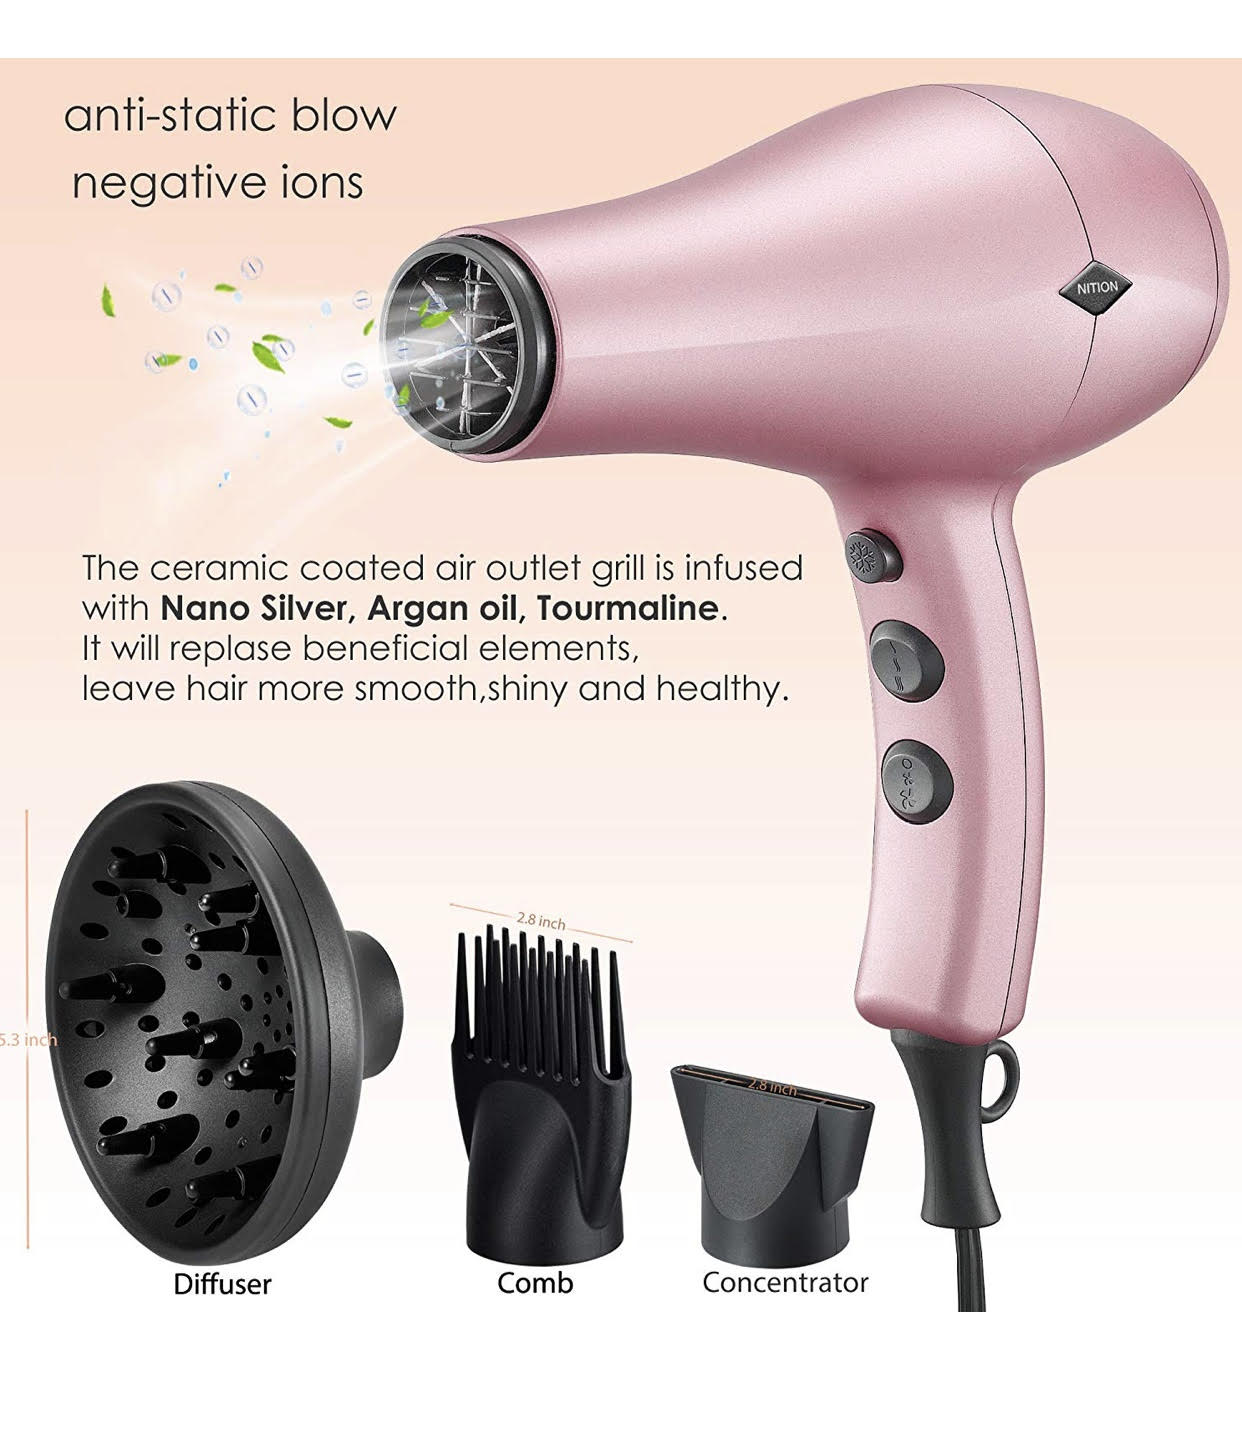 anti-static blow
negative ions
NITION
The ceramic coated air outlet grill is infused
with Nano Silver, Argan oil, Tourmaline.
It will replase beneficial elements,
leave hair more smooth,shiny and healthy.
2.8 inch
5.3 inch
2.8 inch
Diffuser
Comb
Concentrator